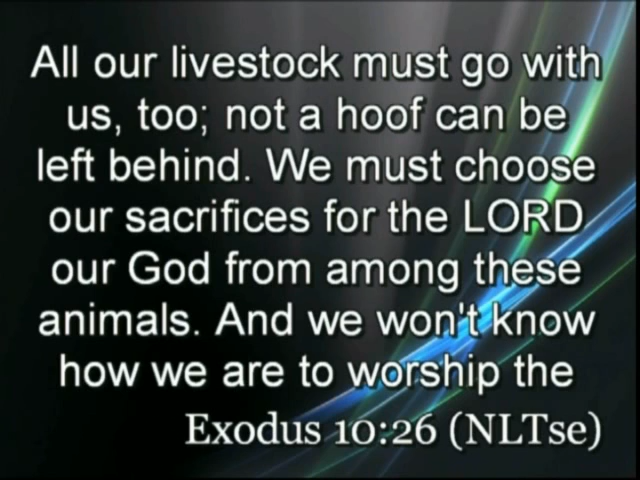 All our livestock must go with
us, too; not a hoof can be
left behind. We must choose
our sacrifices for the LORD
our God from among these
animals. And we won't know
how we are to worship the
Exodus 10:26 (NLTse)